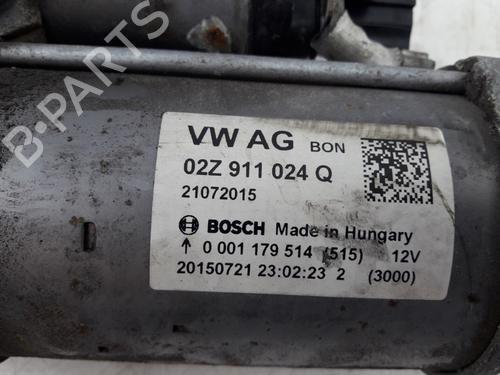 VW AG BON
02Z 911 024 Q
21072015
BOSCH Made in Hungary
↑ 0 001 179 514 (515) 12V
20150721 23:02:23 2 (3000)
B-PARTS